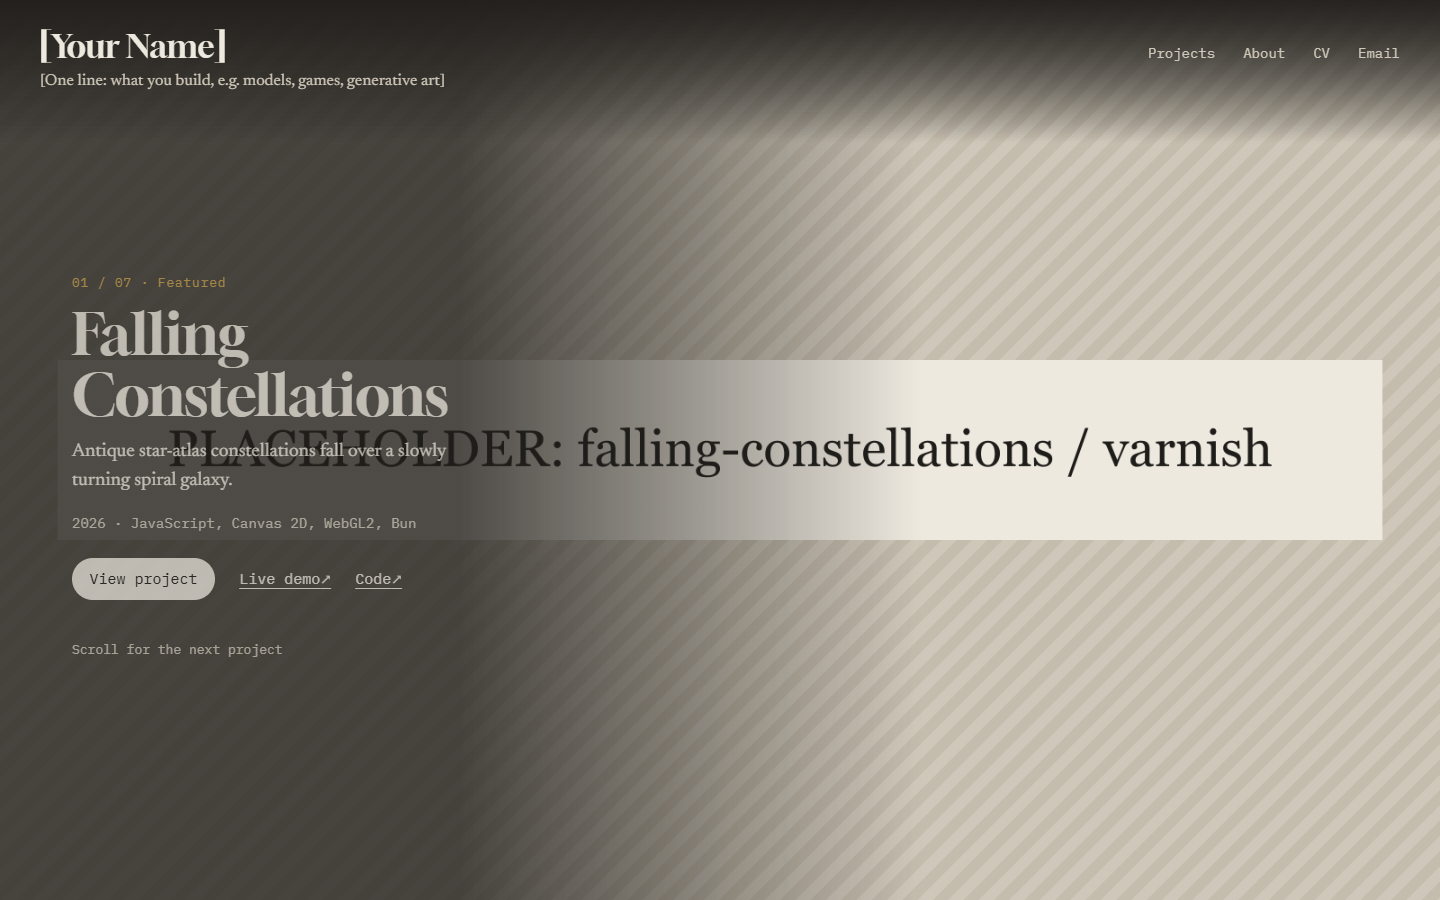 [Your Name]
[One line: what you build, e.g. models, games, generative art]
Projects About CV Email
01 / 07 · Featured
Falling
Constellations
PLACEHOLDER: falling-constellations / varnish
Antique star-atlas constellations fall over a slowly
turning spiral galaxy.
2026 · JavaScript, Canvas 2D, WebGL2, Bun
View project Live demo↗ Code↗
Scroll for the next project